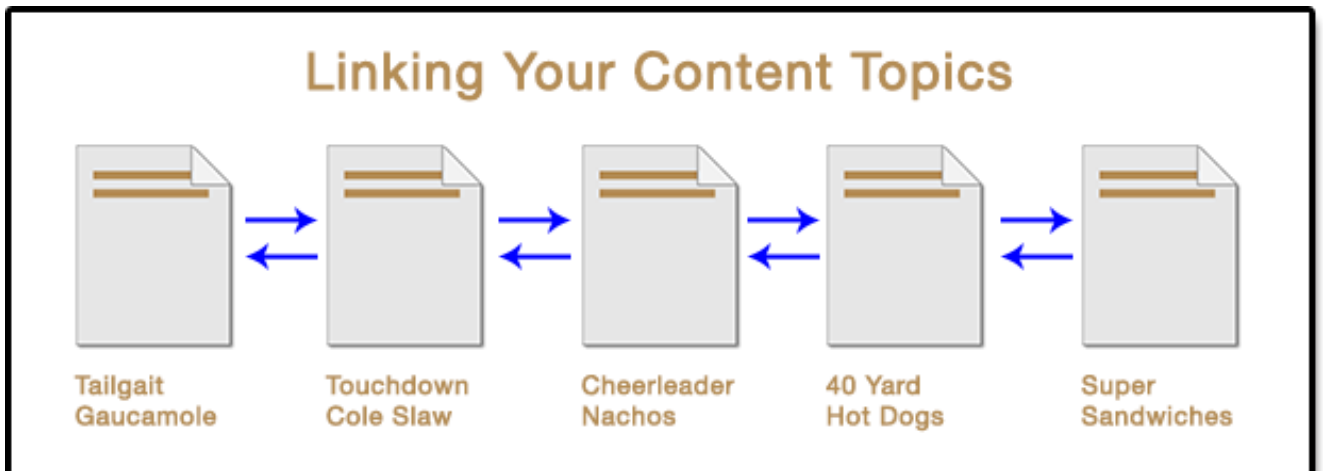 Linking Your Content Topics
Tailgait
Gaucamole
Touchdown
Cole Slaw
Cheerleader
Nachos
40 Yard
Hot Dogs
Super
Sandwiches